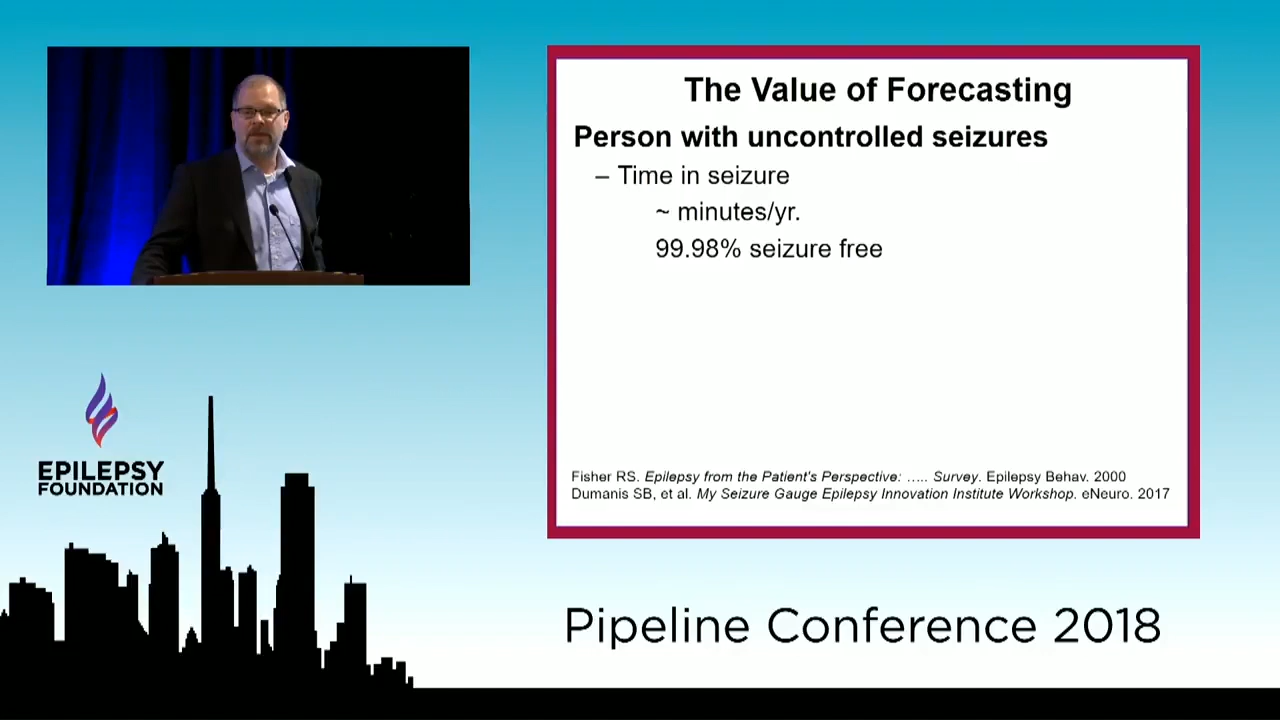 The Value of Forecasting
Person with uncontrolled seizures
– Time in seizure
~ minutes/yr.
99.98% seizure free
Fisher RS. Epilepsy from the Patient's Perspective: ..... Survey. Epilepsy Behav. 2000
Dumanis SB, et al. My Seizure Gauge Epilepsy Innovation Institute Workshop. eNeuro. 2017
EPILEPSY
FOUNDATION
Pipeline Conference 2018